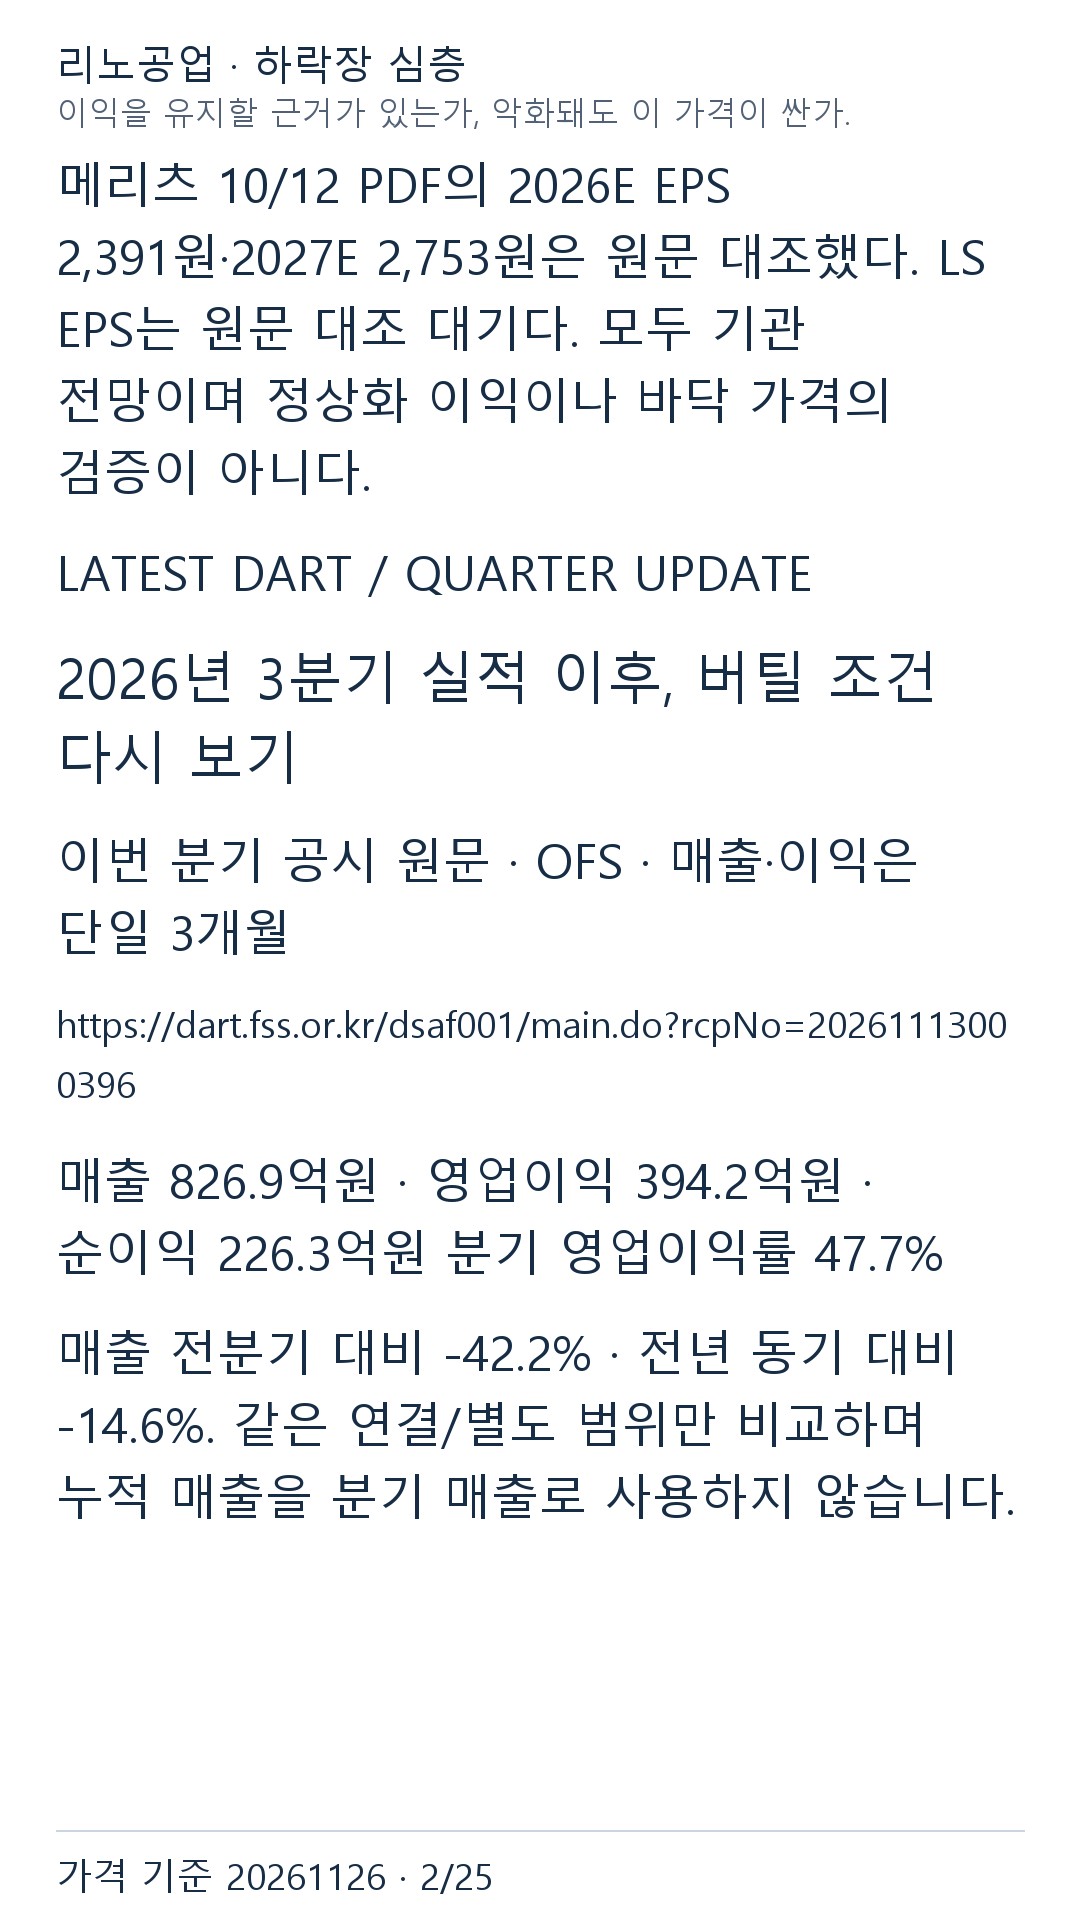 리노공업 · 하락장 심층
이익을 유지할 근거가 있는가, 악화돼도 이 가격이 싼가.
메리츠 10/12 PDF의 2026E EPS
2,391원·2027E 2,753원은 원문 대조했다. LS
EPS는 원문 대조 대기다. 모두 기관
전망이며 정상화 이익이나 바닥 가격의
검증이 아니다.
LATEST DART / QUARTER UPDATE
2026년 3분기 실적 이후, 버틸 조건
다시 보기
이번 분기 공시 원문 · OFS · 매출·이익은
단일 3개월
https://dart.fss.or.kr/dsaf001/main.do?rcpNo=2026111300
0396
매출 826.9억원 · 영업이익 394.2억원 ·
순이익 226.3억원 분기 영업이익률 47.7%
매출 전분기 대비 -42.2% · 전년 동기 대비
-14.6%. 같은 연결/별도 범위만 비교하며
누적 매출을 분기 매출로 사용하지 않습니다.
가격 기준 20261126 · 2/25